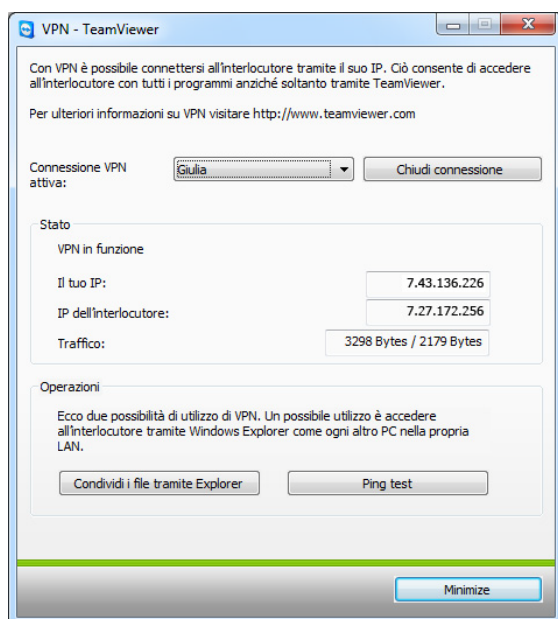 VPN - TeamViewer
Con VPN è possibile connettersi all'interlocutore tramite il suo IP. Ciò consente di accedere
all'interlocutore con tutti i programmi anziché soltanto tramite TeamViewer.
Per ulteriori informazioni su VPN visitare http://www.teamviewer.com
Connessione VPN
attiva:
Giulia
Chiudi connessione
Stato
VPN in funzione
Il tuo IP:
7.43.136.226
IP dell'interlocutore:
7.27.172.256
Traffico:
3298 Bytes / 2179 Bytes
Operazioni
Ecco due possibilità di utilizzo di VPN. Un possibile utilizzo è accedere
all'interlocutore tramite Windows Explorer come ogni altro PC nella propria
LAN.
Condividi i file tramite Explorer
Ping test
Minimize